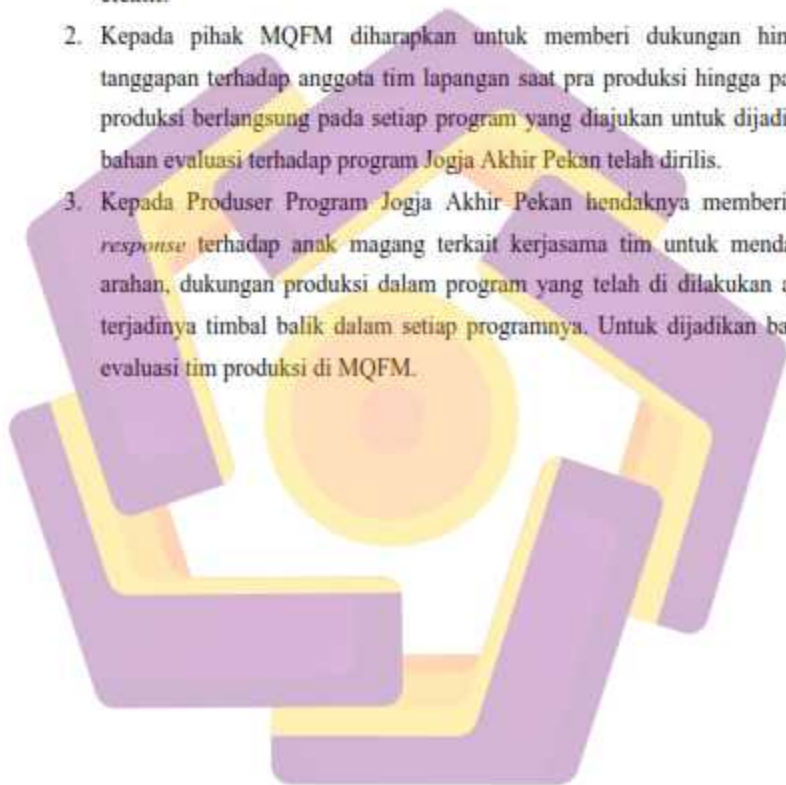 2. Kepada pihak MQFM diharapkan untuk memberi dukungan hin
tanggapan terhadap anggota tim lapangan saat pra produksi hingga pa
produksi berlangsung pada setiap program yang diajukan untuk dijadi
bahan evaluasi terhadap program Jogja Akhir Pekan telah dirilis.
3. Kepada Produser Program Jogja Akhir Pekan hendaknya memberi
response terhadap anak magang terkait kerjasama tim untuk menda
arahan, dukungan produksi dalam program yang telah di dilakukan a
terjadinya timbal balik dalam setiap programnya. Untuk dijadikan ba
evaluasi tim produksi di MQFM.